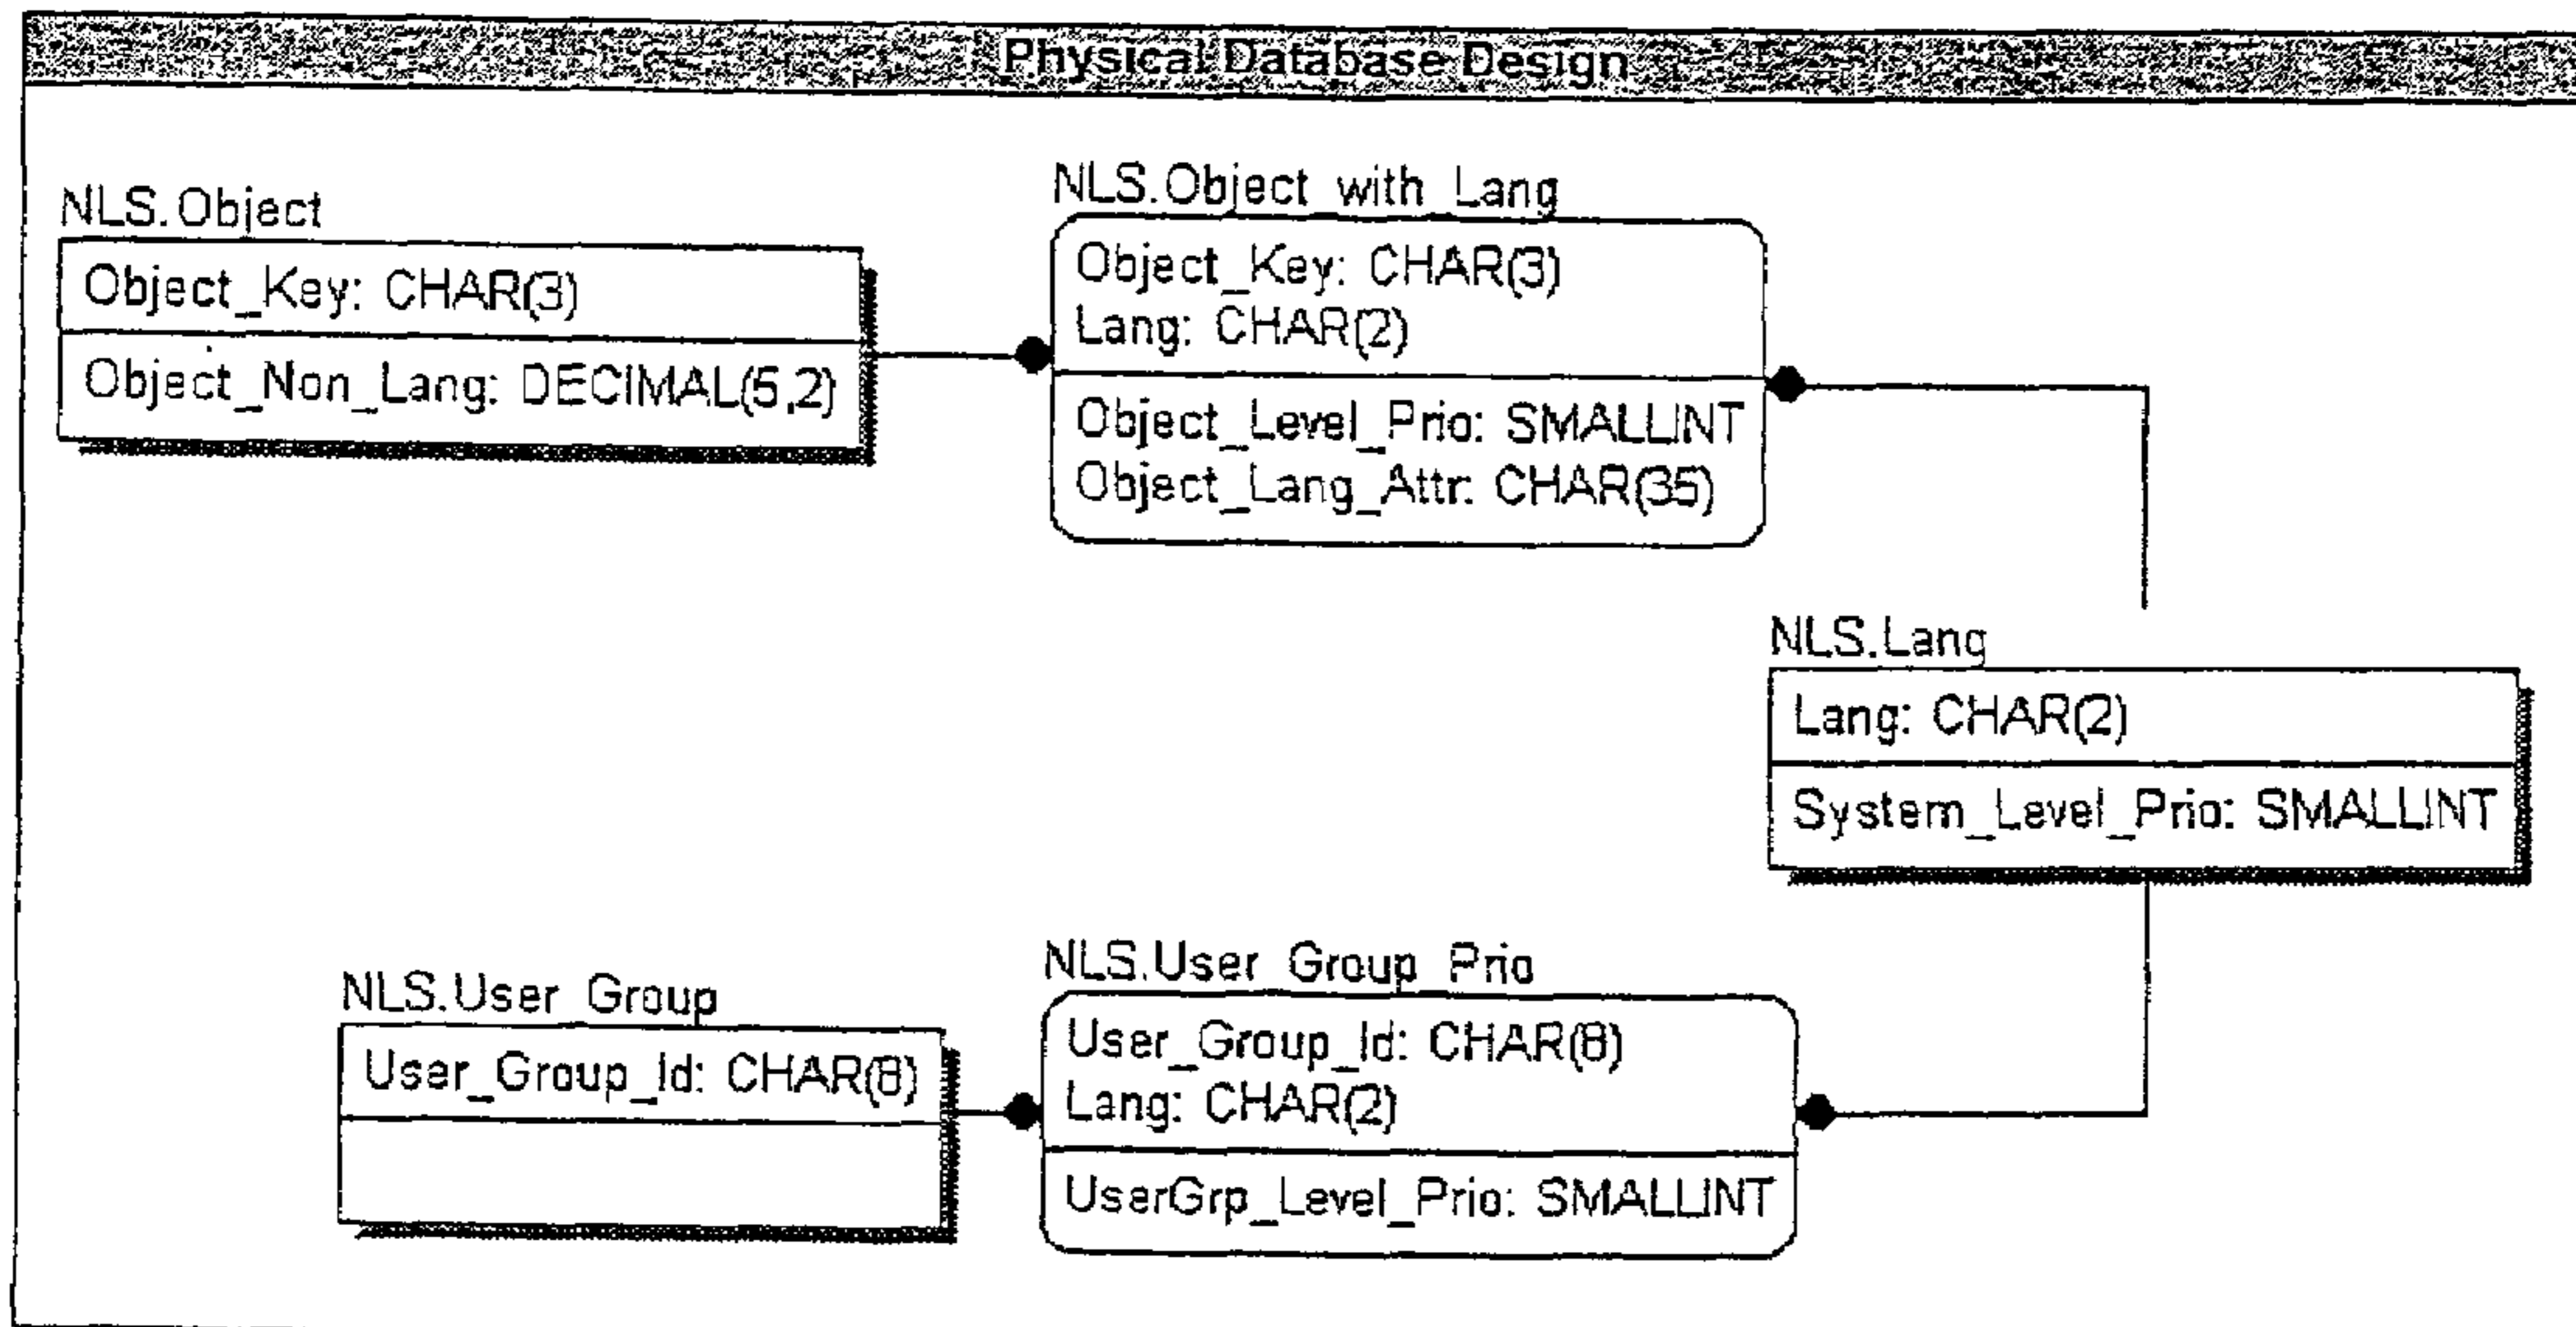 Physical Database Design
NLS.Object
Object_Key: CHAR(3)
Object_Non_Lang: DECIMAL(5,2)
NLS.Object_with_Lang
Object_Key: CHAR(3)
Lang: CHAR(2)
Object_Level_Prio: SMALLINT
Object_Lang_Attr: CHAR(35)
NLS.Lang
Lang: CHAR(2)
System_Level_Prio: SMALLINT
NLS.User_Group
User_Group_Id: CHAR(8)
NLS.User_Group_Prio
User_Group_Id: CHAR(8)
Lang: CHAR(2)
UserGrp_Level_Prio: SMALLINT